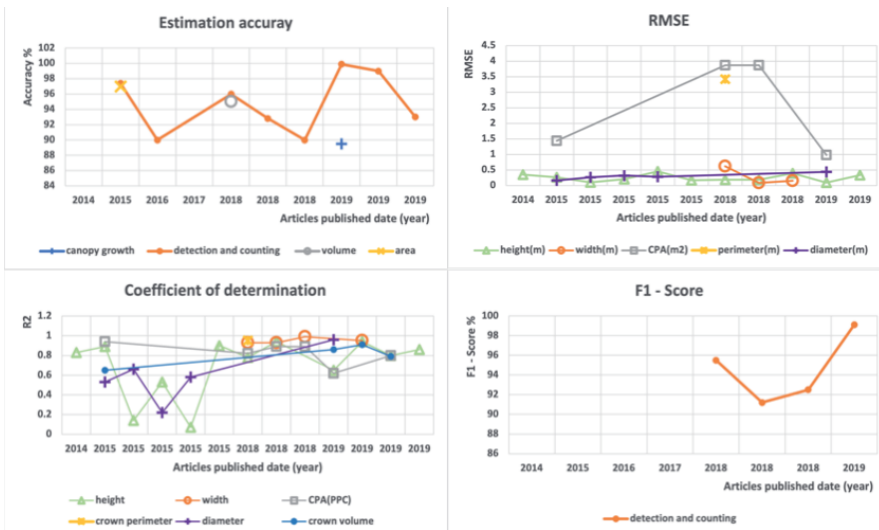 Estimation accuray
Accuracy %
102
100
98
96
94
92
90
88
86
84
2014 2015 2016 2018 2018 2018 2019 2019 2019
Articles published date (year)
canopy growth detection and counting volume area
RMSE
RMSE
4.5
4
3.5
3
2.5
2
1.5
1
0.5
0
2014 2015 2015 2015 2015 2015 2018 2018 2018 2019 2019
Articles published date (year)
height(m) width(m) CPA(m2) perimeter(m) diameter(m)
Coefficient of determination
R2
1.2
1
0.8
0.6
0.4
0.2
0
2014 2015 2015 2015 2015 2015 2018 2018 2018 2019 2019 2019 2019
Articles published date (year)
height width CPA(PPC)
crown perimeter diameter crown volume
F1 - Score
F1 - Score %
100
98
96
94
92
90
88
86
2014 2015 2016 2017 2018 2018 2018 2019
Articles published date (year)
detection and counting